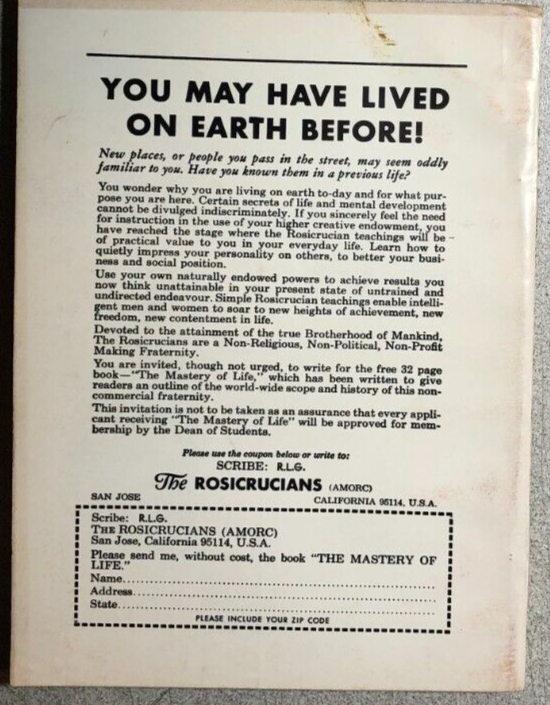 YOU MAY HAVE LIVED
ON EARTH BEFORE!
New places, or people you pass in the street, may seem oddly
familiar to you. Have you known them in a previous life?
You wonder why you are living on earth to-day and for what pur-
pose you are here. Certain secrets of life and mental development
cannot be divulged indiscriminately. If you sincerely feel the need
for instruction in the use of your higher creative endowment, you
have reached the stage where the Rosicrucian teachings will be
of practical value to you in your everyday life. Learn how to
quietly impress your personality on others, to better your busi-
ness and social position.
Use your own naturally endowed powers to achieve results you
now think unattainable in your present state of untrained and
undirected endeavour. Simple Rosicrucian teachings enable intelli-
gent men and women to soar to new heights of achievement, new
freedom, new contentment in life.
Devoted to the attainment of the true Brotherhood of Mankind,
The Rosicrucians are a Non-Religious, Non-Political, Non-Profit
Making Fraternity.
You are invited, though not urged, to write for the free 32 page
book—"The Mastery of Life," which has been written to give
readers an outline of the world-wide scope and history of this non-
commercial fraternity.
This invitation is not to be taken as an assurance that every appli-
cant receiving "The Mastery of Life" will be approved for mem-
bership by the Dean of Students.
Please use the coupon below or write to:
SCRIBE: R.L.G.
The ROSICRUCIANS (AMORC)
SAN JOSE CALIFORNIA 95114, U.S.A.
Scribe: R.L.G.
THE ROSICRUCIANS (AMORC)
San Jose, California 95114, U.S.A.
Please send me, without cost, the book "THE MASTERY OF
LIFE."
Name
Address
State
PLEASE INCLUDE YOUR ZIP CODE